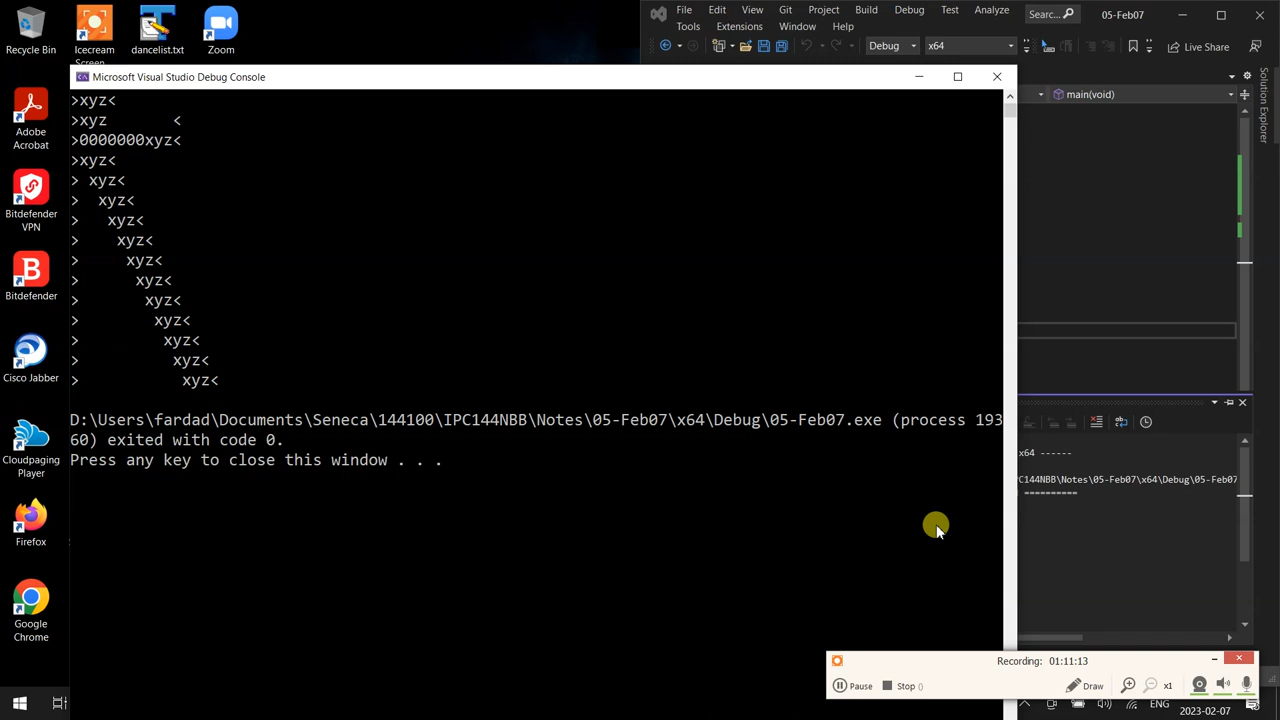 Recycle Bin
Icecream
Screen
dancelist.txt
Zoom
File Edit View Git Project Build Debug Test Analyze
Tools Extensions Window Help
Searc...
05-Feb07
Debug x64 Live Share
Microsoft Visual Studio Debug Console
main(void)
Solution Explorer
>xyz<
>xyz       <
>0000000xyz<
>xyz<
> xyz<
>  xyz<
>   xyz<
>    xyz<
>     xyz<
>      xyz<
>       xyz<
>        xyz<
>         xyz<
>          xyz<
>           xyz<
D:\Users\fardad\Documents\Seneca\144100\IPC144NBB\Notes\05-Feb07\x64\Debug\05-Feb07.exe (process 193
60) exited with code 0.
Press any key to close this window . . .
Adobe
Acrobat
Bitdefender
VPN
Bitdefender
Cisco Jabber
Cloudpaging
Player
Firefox
Google
Chrome
x64 ------
PC144NBB\Notes\05-Feb07\x64\Debug\05-Feb07
==========
Recording: 01:11:13
Pause Stop () Draw x1
ENG
2023-02-07